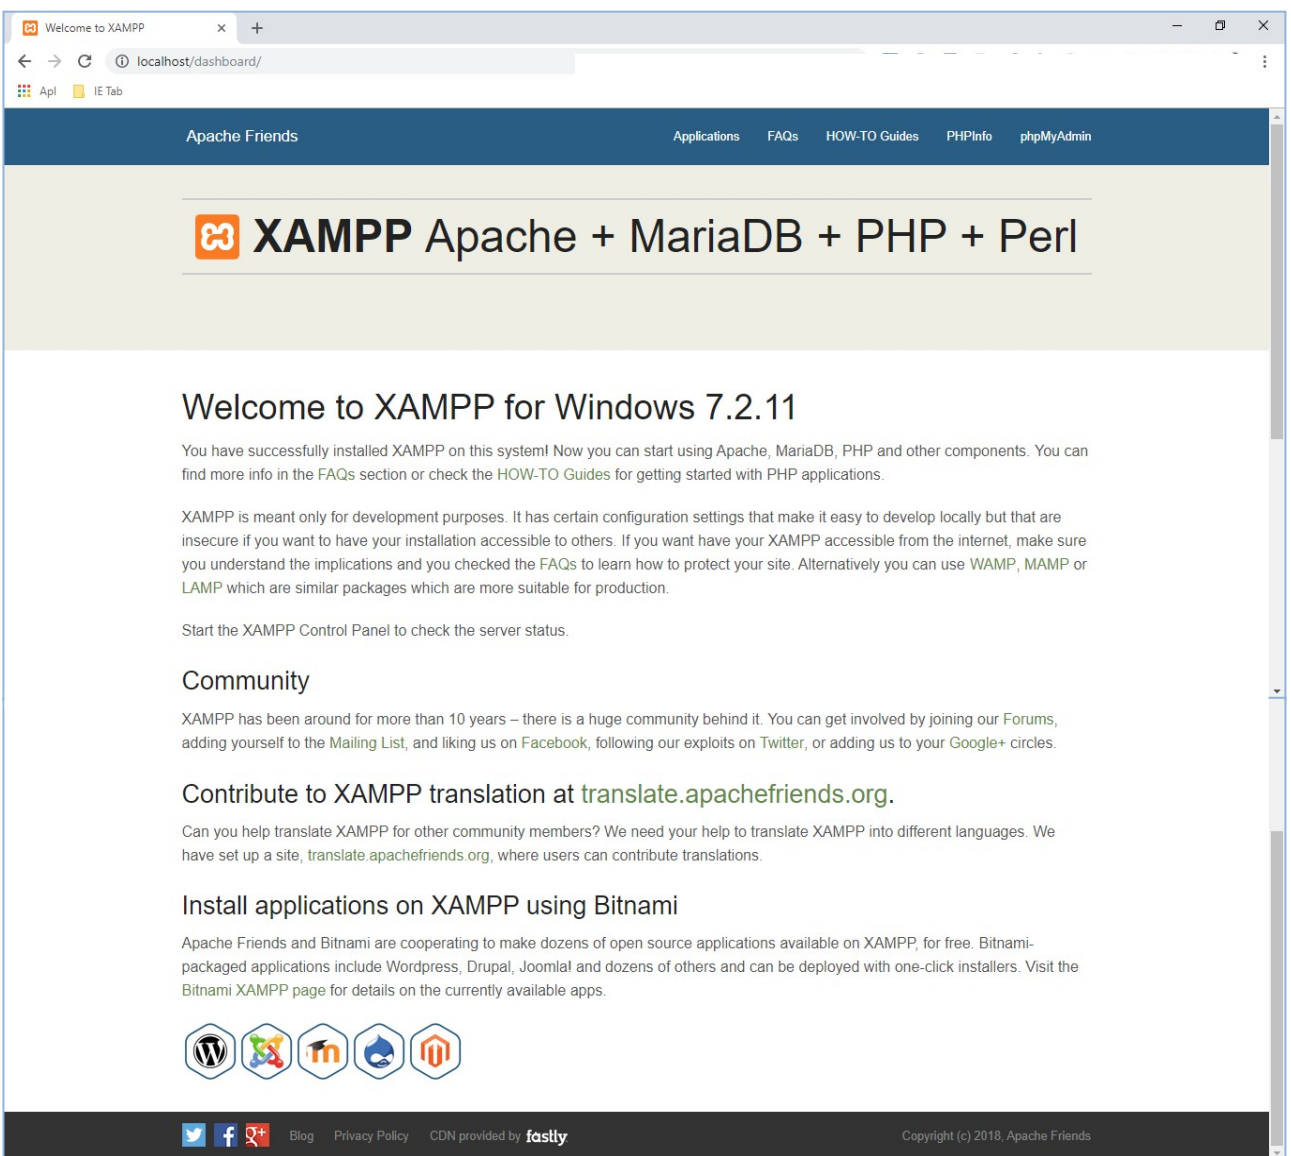 Welcome to XAMPP
localhost/dashboard/
Apl IE Tab
Apache Friends Applications FAQs HOW-TO Guides PHPInfo phpMyAdmin
XAMPP Apache + MariaDB + PHP + Perl
Welcome to XAMPP for Windows 7.2.11
You have successfully installed XAMPP on this system! Now you can start using Apache, MariaDB, PHP and other components. You can
find more info in the FAQs section or check the HOW-TO Guides for getting started with PHP applications.
XAMPP is meant only for development purposes. It has certain configuration settings that make it easy to develop locally but that are
insecure if you want to have your installation accessible to others. If you want have your XAMPP accessible from the internet, make sure
you understand the implications and you checked the FAQs to learn how to protect your site. Alternatively you can use WAMP, MAMP or
LAMP which are similar packages which are more suitable for production.
Start the XAMPP Control Panel to check the server status.
Community
XAMPP has been around for more than 10 years – there is a huge community behind it. You can get involved by joining our Forums,
adding yourself to the Mailing List, and liking us on Facebook, following our exploits on Twitter, or adding us to your Google+ circles.
Contribute to XAMPP translation at translate.apachefriends.org.
Can you help translate XAMPP for other community members? We need your help to translate XAMPP into different languages. We
have set up a site, translate.apachefriends.org, where users can contribute translations.
Install applications on XAMPP using Bitnami
Apache Friends and Bitnami are cooperating to make dozens of open source applications available on XAMPP, for free. Bitnami-
packaged applications include Wordpress, Drupal, Joomla! and dozens of others and can be deployed with one-click installers. Visit the
Bitnami XAMPP page for details on the currently available apps.
Blog Privacy Policy CDN provided by fastly. Copyright (c) 2018, Apache Friends